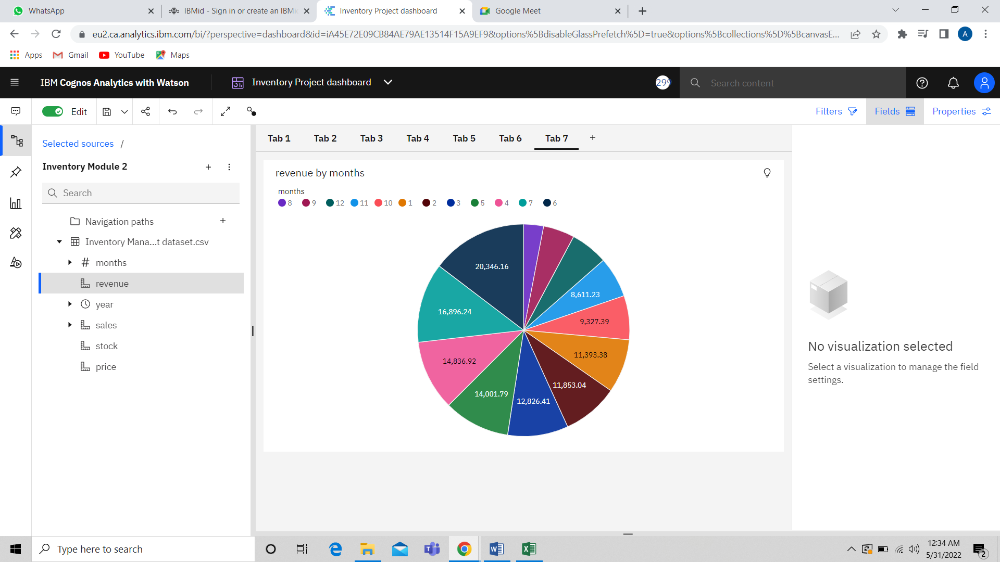 WhatsApp
IBMid - Sign in or create an IBMi
Inventory Project dashboard
Google Meet
eu2.ca.analytics.ibm.com/bi/?perspective=dashboard&id=iA45E72E09CB84AE79AE13514F15A9EF9&options%5BdisableGlassPrefetch%5D=true&options%5Bcollections%5D%5BcanvasE...
A
Apps
Gmail
YouTube
Maps
IBM Cognos Analytics with Watson
Inventory Project dashboard
299
Search content
Edit
Filters
Fields
Properties
Selected sources /
Inventory Module 2
Search
Navigation paths
Inventory Mana...t dataset.csv
months
revenue
year
sales
stock
price
Tab 1
Tab 2
Tab 3
Tab 4
Tab 5
Tab 6
Tab 7
revenue by months
months
8 9 12 11 10 1 2 3 5 4 7 6
20,346.16
8,611.23
16,896.24
9,327.39
11,393.38
14,836.92
11,853.04
14,001.79
12,826.41
No visualization selected
Select a visualization to manage the field
settings.
Type here to search
12:34 AM
5/31/2022
2